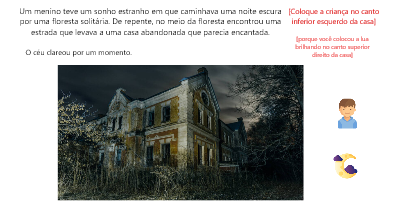 Um menino teve um sonho estranho em que caminhava uma noite escura
por uma floresta solitária. De repente, no meio da floresta encontrou uma
estrada que levava a uma casa abandonada que parecia encantada.
O céu clareou por um momento.
[Coloque a criança no canto
inferior esquerdo da casa]
[porque você colocou a lua
brilhando no canto superior
direito da casa]